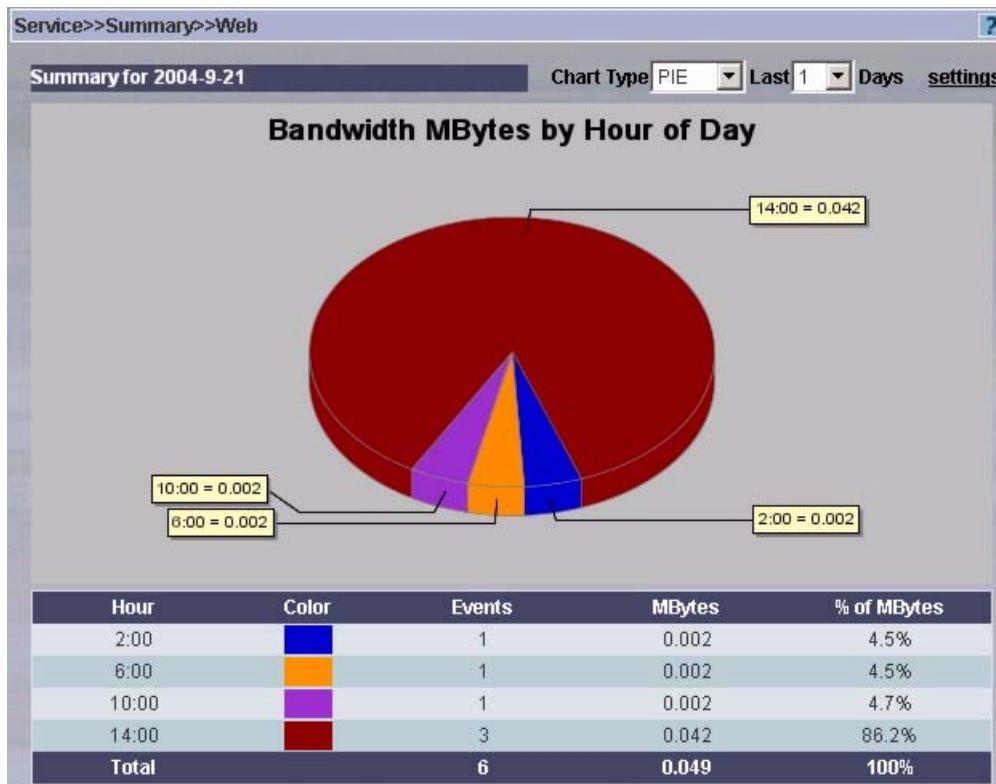 Service>>Summary>>Web
?
Summary for 2004-9-21 Chart Type PIE Last 1 Days settings
Bandwidth MBytes by Hour of Day
14:00 = 0.042
10:00 = 0.002
6:00 = 0.002
2:00 = 0.002
Hour Color Events MBytes % of MBytes
2:00 1 0.002 4.5%
6:00 1 0.002 4.5%
10:00 1 0.002 4.7%
14:00 3 0.042 86.2%
Total 6 0.049 100%